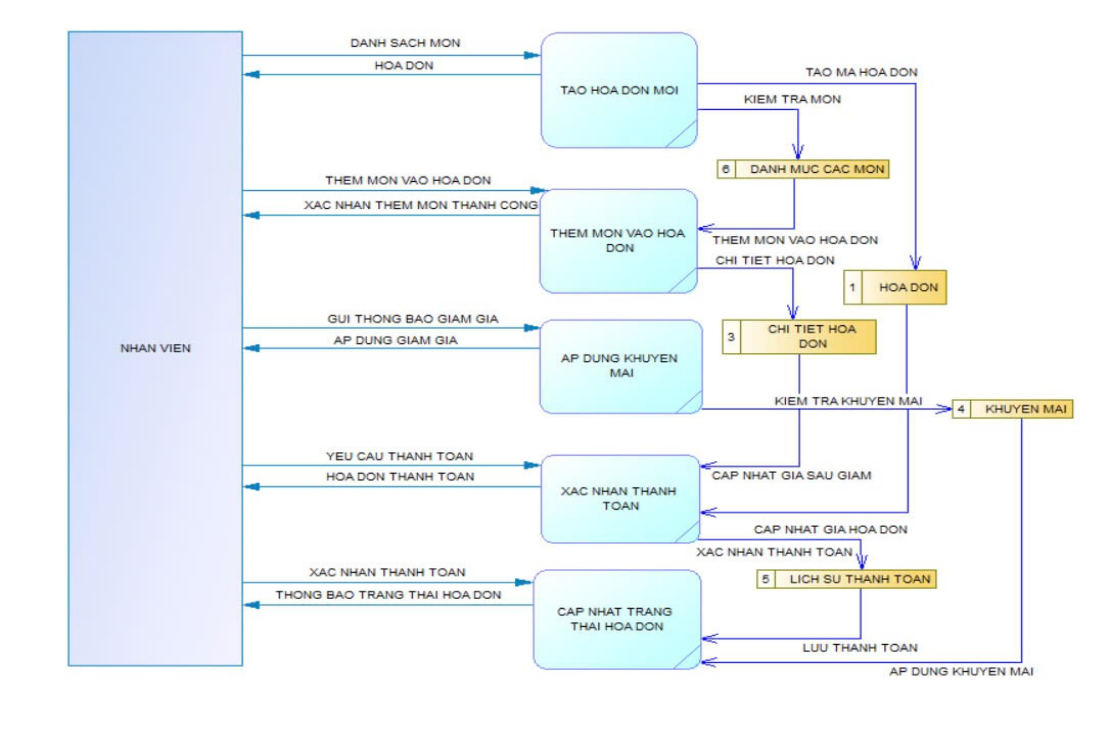 DANH SACH MON
HOA DON
TAO HOA DON MOI
TAO MA HOA DON
KIEM TRA MON
6 DANH MUC CAC MON
THEM MON VAO HOA DON
XAC NHAN THEM MON THANH CONG
THEM MON VAO HOA
DON
THEM MON VAO HOA DON
CHI TIET HOA DON
1 HOA DON
3 CHI TIET HOA
DON
GUI THONG BAO GIAM GIA
AP DUNG GIAM GIA
NHAN VIEN
AP DUNG KHUYEN
MAI
KIEM TRA KHUYEN MAI
4 KHUYEN MAI
YEU CAU THANH TOAN
HOA DON THANH TOAN
XAC NHAN THANH
TOAN
CAP NHAT GIA SAU GIAM
CAP NHAT GIA HOA DON
XAC NHAN THANH TOAN
5 LICH SU THANH TOAN
XAC NHAN THANH TOAN
THONG BAO TRANG THAI HOA DON
CAP NHAT TRANG
THAI HOA DON
LUU THANH TOAN
AP DUNG KHUYEN MAI